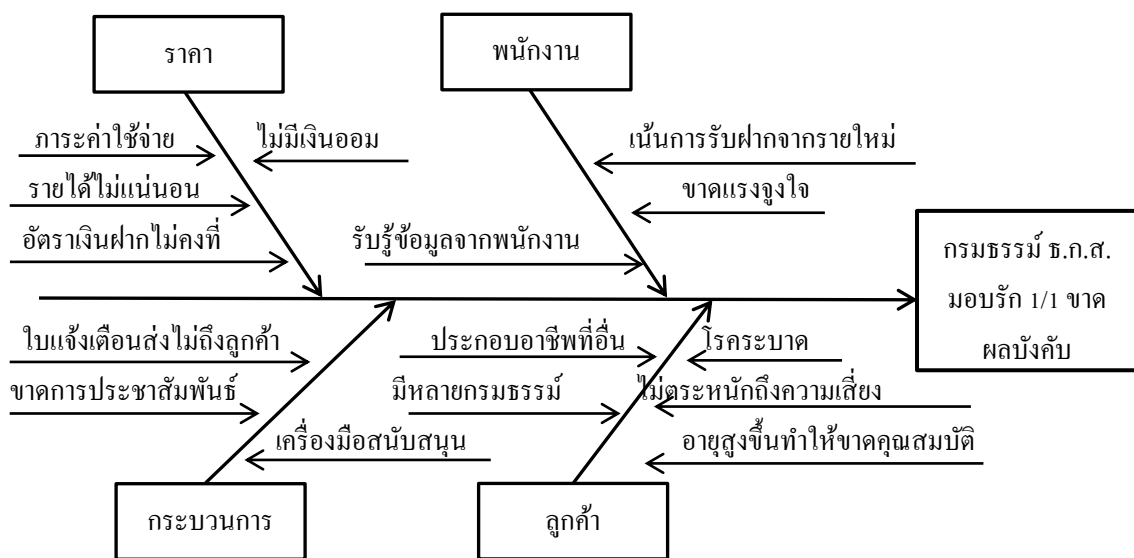 ราคา
พนักงาน
ภาระค่าใช้จ่าย
ไม่มีเงินออม
เน้นการรับฝากจากรายใหม่
รายได้ไม่แน่นอน
ขาดแรงจูงใจ
อัตราเงินฝากไม่คงที่
รับรู้ข้อมูลจากพนักงาน
กรมธรรม์ ธ.ก.ส.
มอบรัก 1/1 ขาด
ผลบังคับ
ใบแจ้งเตือนส่งไม่ถึงลูกค้า
ประกอบอาชีพที่อื่น
โรคระบาด
ขาดการประชาสัมพันธ์
มีหลายกรมธรรม์
ไม่ตระหนักถึงความเสี่ยง
เครื่องมือสนับสนุน
อายุสูงขึ้นทำให้ขาดคุณสมบัติ
กระบวนการ
ลูกค้า